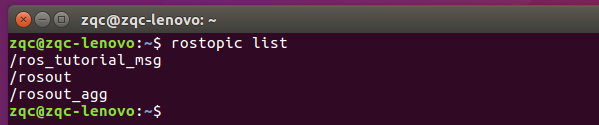 zqc@zqc-lenovo: ~
zqc@zqc-lenovo:~$ rostopic list
/ros_tutorial_msg
/rosout
/rosout_agg
zqc@zqc-lenovo:~$